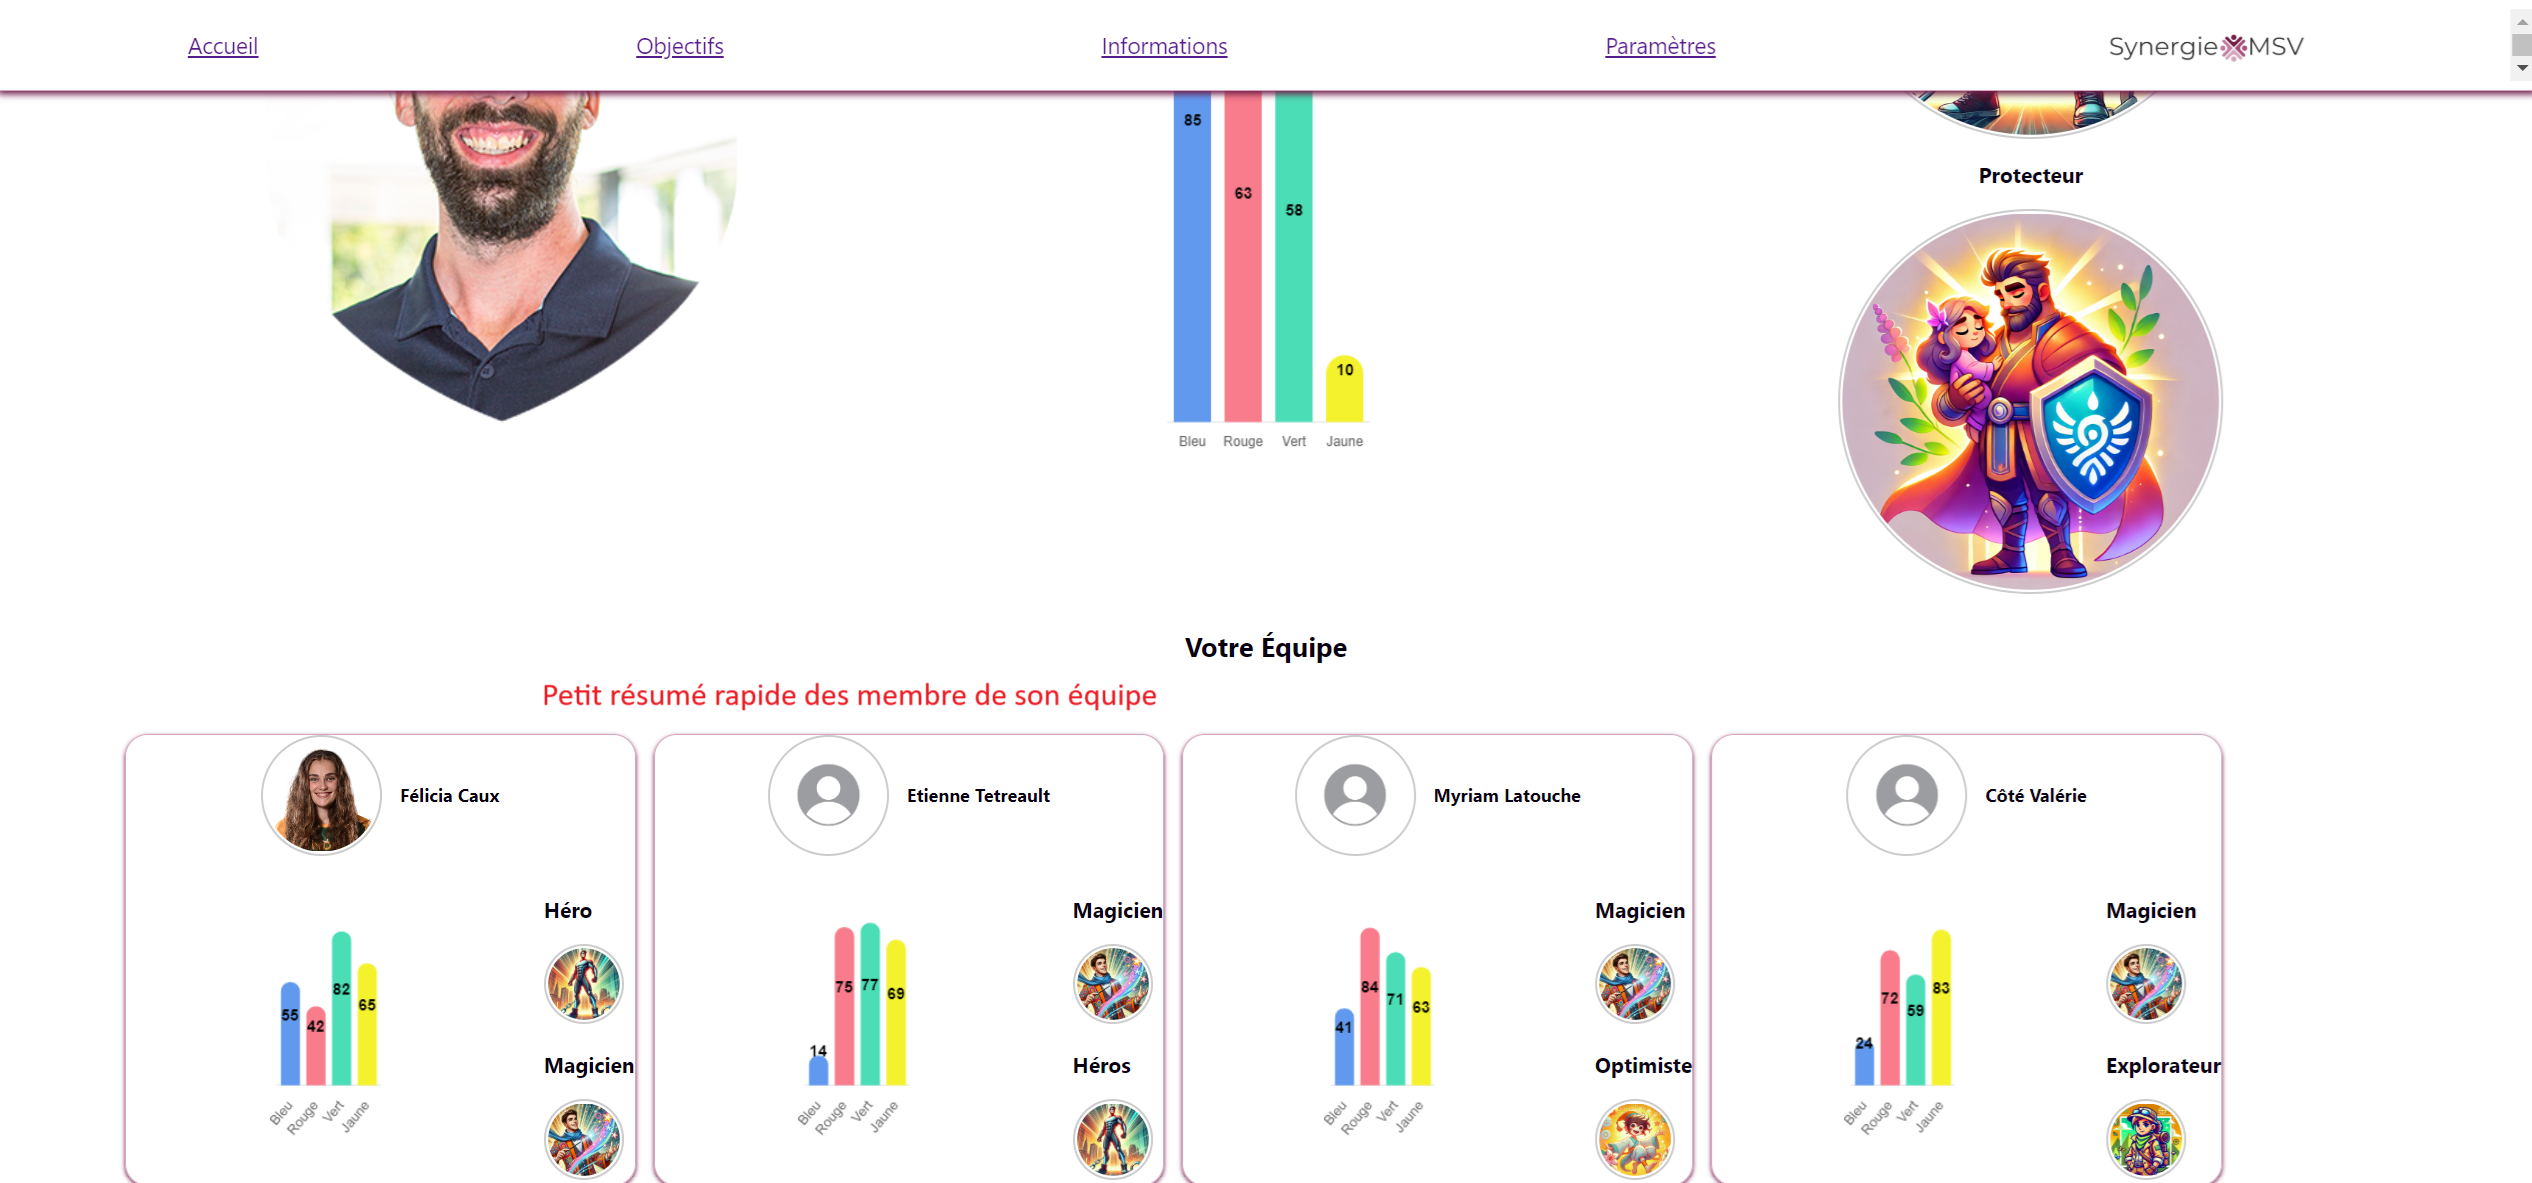 Accueil Objectifs Informations Paramètres Synergie MSV
85
63
58
10
Bleu Rouge Vert Jaune
Protecteur
Votre Équipe
Petit résumé rapide des membre de son équipe
Félicia Caux
55 42 82 65
Bleu Rouge Vert Jaune
Héro
Magicien
Etienne Tetreault
14 75 77 69
Bleu Rouge Vert Jaune
Magicien
Héros
Myriam Latouche
41 84 71 63
Bleu Rouge Vert Jaune
Magicien
Optimiste
Côté Valérie
24 72 59 83
Bleu Rouge Vert Jaune
Magicien
Explorateur